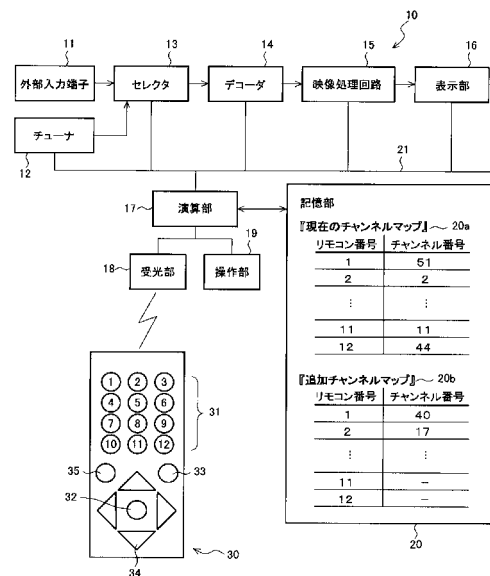 10
11
13
14
15
16
外部入力端子
セレクタ
デコーダ
映像処理回路
表示部
チューナ
12
21
17
演算部
18
受光部
19
操作部
記憶部
『現在のチャンネルマップ』 20a
リモコン番号 チャンネル番号
1 51
2 2
⋮ ⋮
11 11
12 44
『追加チャンネルマップ』 20b
リモコン番号 チャンネル番号
1 40
2 17
⋮ ⋮
11 −
12 −
20
1 2 3
4 5 6
7 8 9
10 11 12
31
35
33
32
34
30